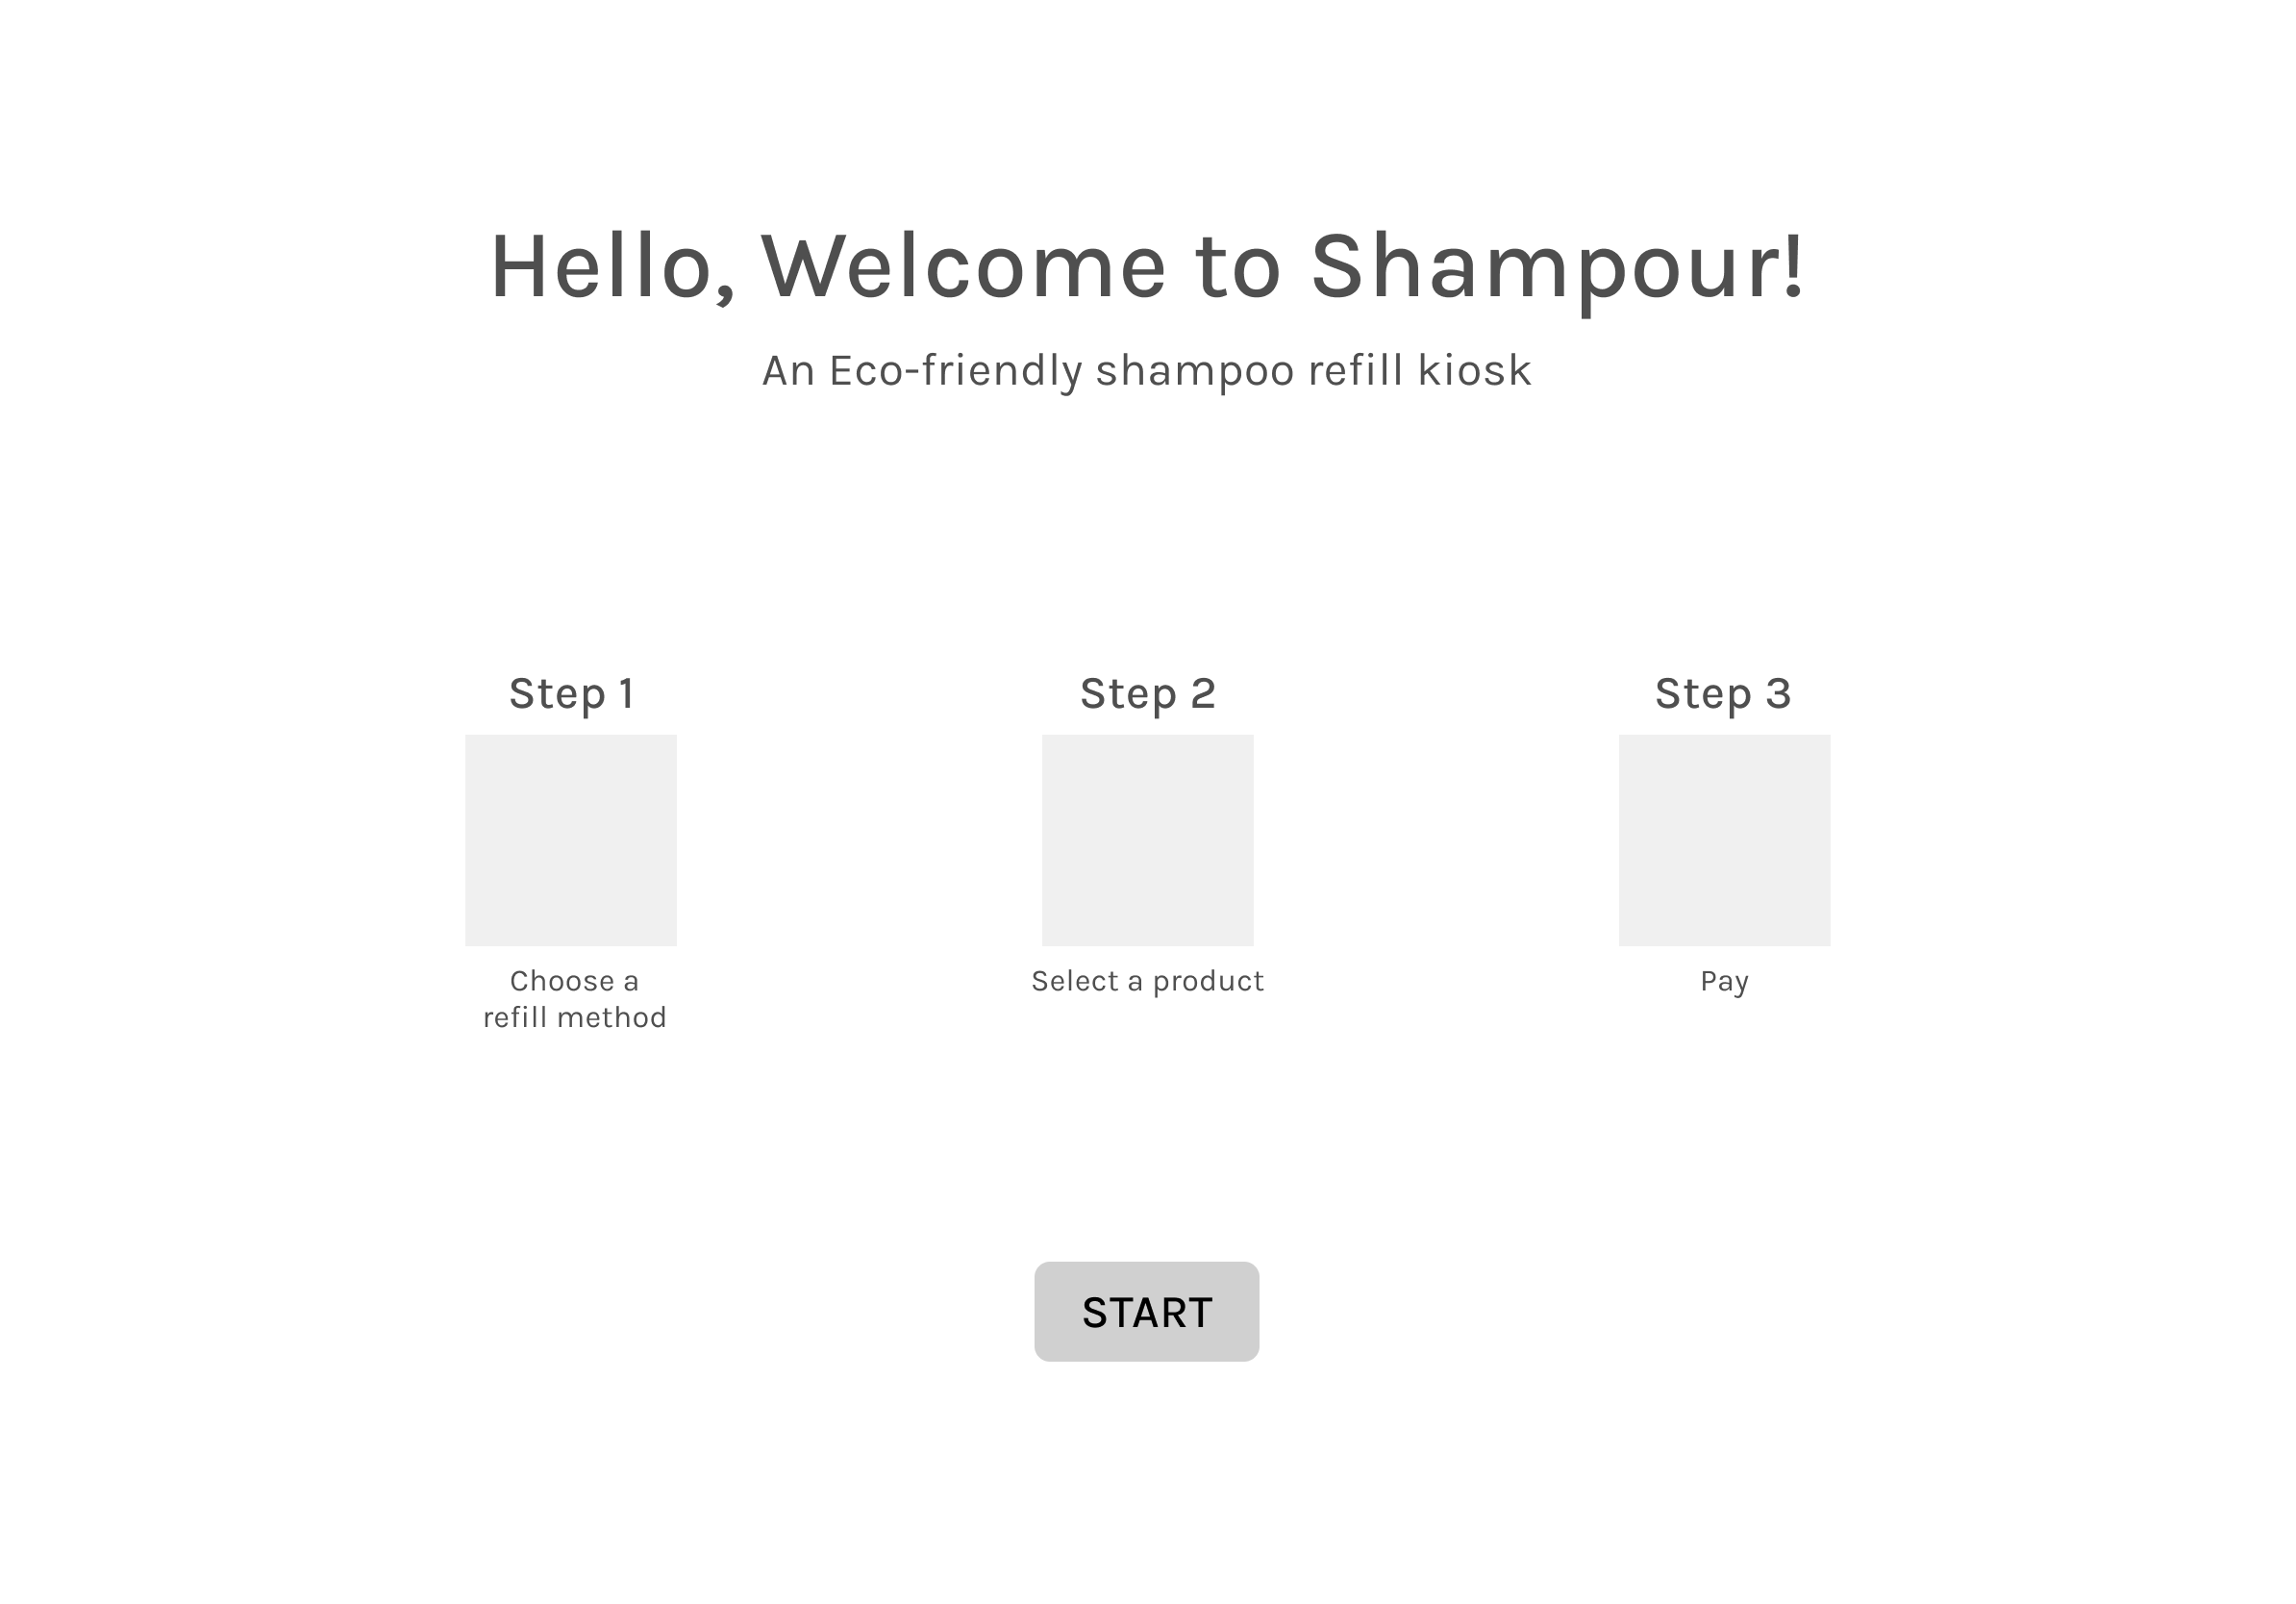 Hello, Welcome to Shampour!
An Eco-friendly shampoo refill kiosk
Step 1
Choose a
refill method
Step 2
Select a product
Step 3
Pay
START